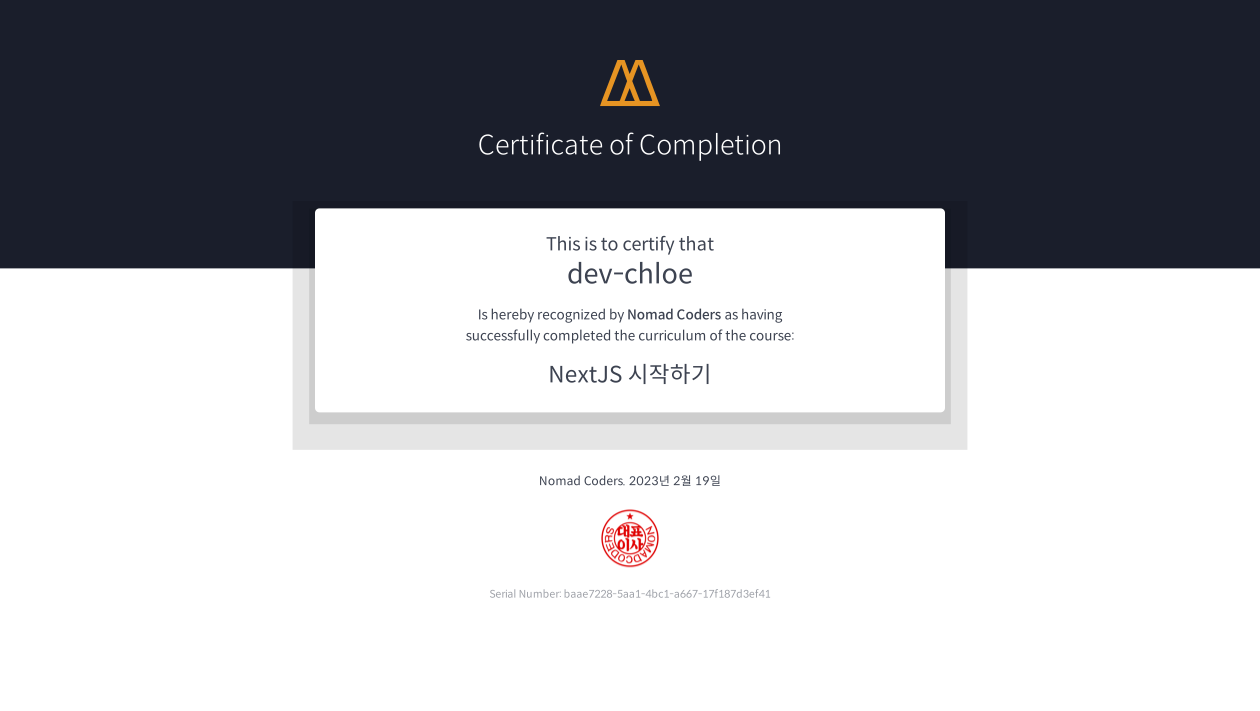 Certificate of Completion
This is to certify that
dev-chloe
Is hereby recognized by Nomad Coders as having
successfully completed the curriculum of the course:
NextJS 시작하기
Nomad Coders. 2023년 2월 19일
대표
이사
NOMADCODERS
Serial Number: baae7228-5aa1-4bc1-a667-17f187d3ef41